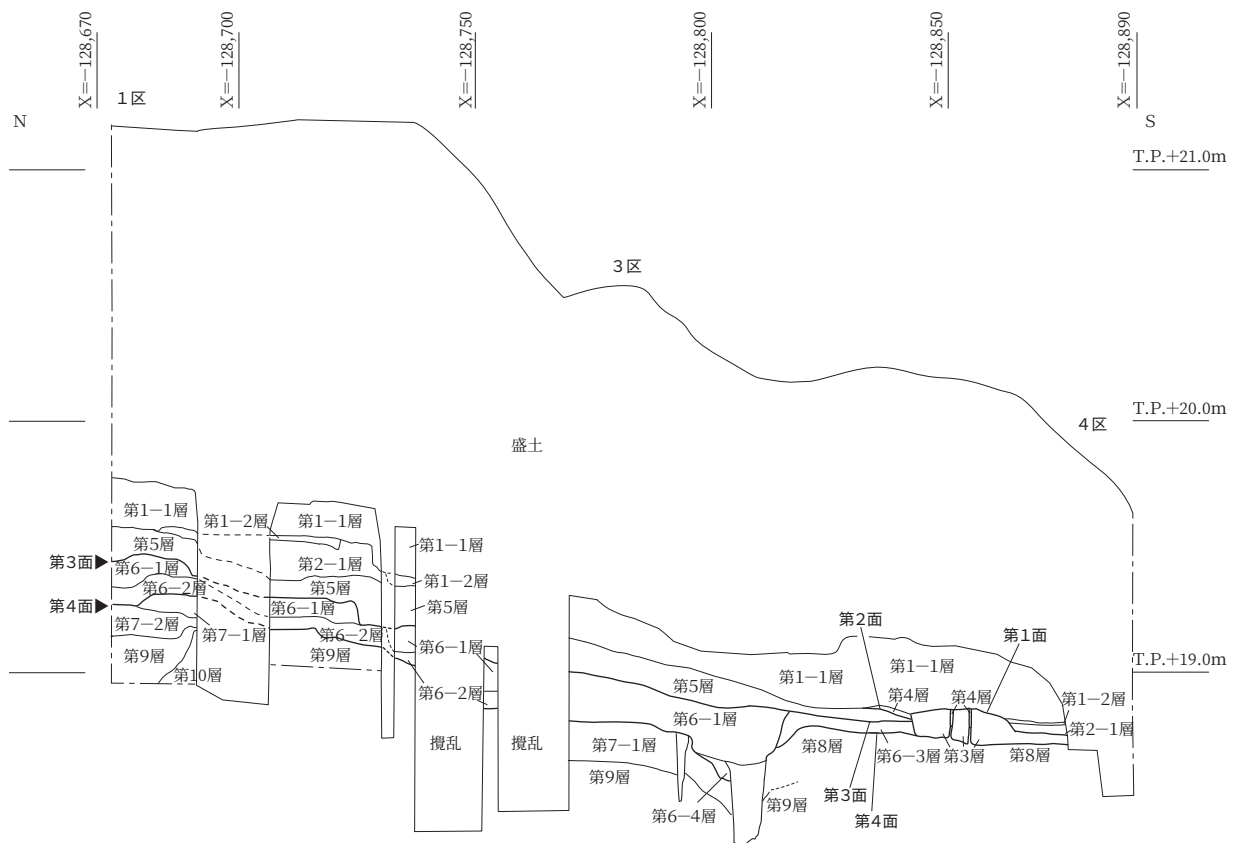 X=−128,670
X=−128,700
X=−128,750
X=−128,800
X=−128,850
X=−128,890
1区
N
S
T.P.+21.0m
3区
T.P.+20.0m
4区
盛土
第1−1層
第1−2層
第1−1層
第5層
第1−1層
第3面
第6−1層
第2−1層
第1−2層
第6−2層
第5層
第4面
第6−1層
第5層
第7−2層
第7−1層
第6−2層
第6−1層
第9層
第9層
第10層
第6−2層
攪乱
攪乱
第2面
第1面
T.P.+19.0m
第1−1層
第1−1層
第5層
第4層
第4層
第1−2層
第6−1層
第2−1層
第7−1層
第8層
第6−3層
第3層
第8層
第9層
第3面
第9層
第6−4層
第4面